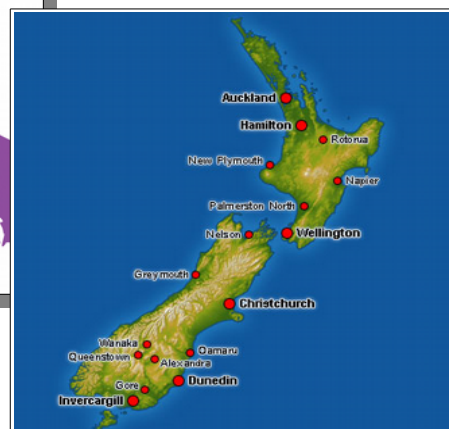 Auckland
Hamilton
Rotorua
New Plymouth
Napier
Palmerston North
Nelson
Wellington
Greymouth
Christchurch
Wanaka
Queenstown
Oamaru
Alexandra
Dunedin
Gore
Invercargill